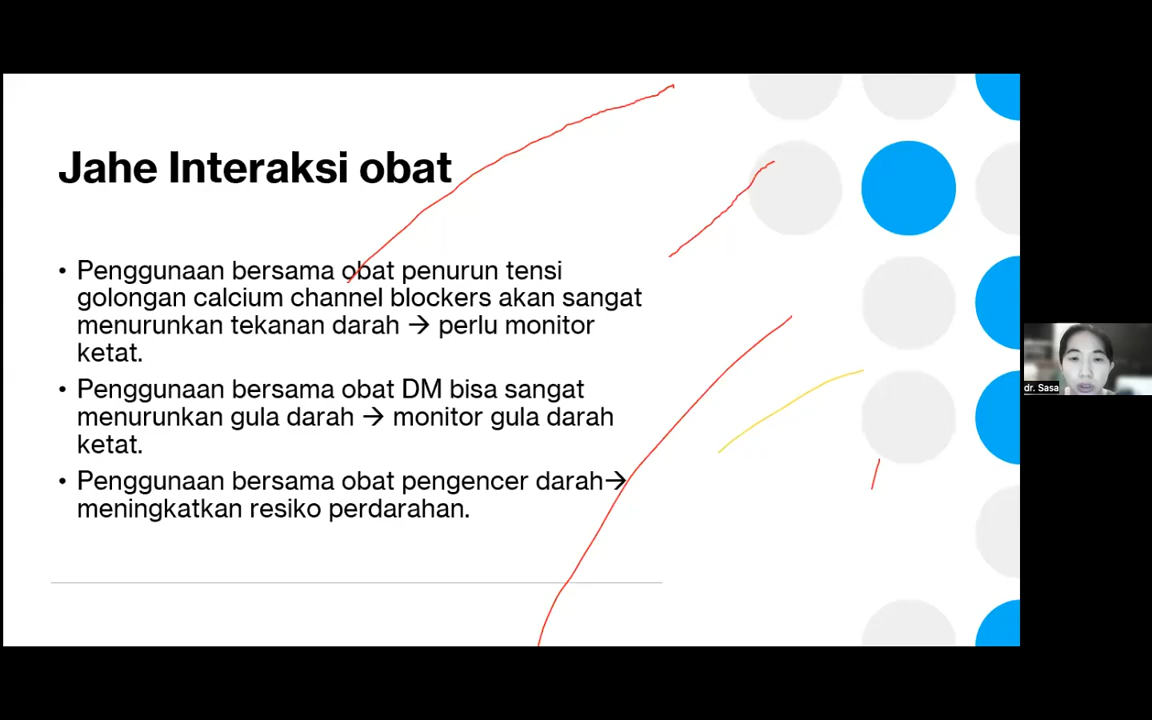 Jahe Interaksi obat
• Penggunaan bersama obat penurun tensi
golongan calcium channel blockers akan sangat
menurunkan tekanan darah → perlu monitor
ketat.
• Penggunaan bersama obat DM bisa sangat
menurunkan gula darah → monitor gula darah
ketat.
• Penggunaan bersama obat pengencer darah→
meningkatkan resiko perdarahan.
dr. Sasa